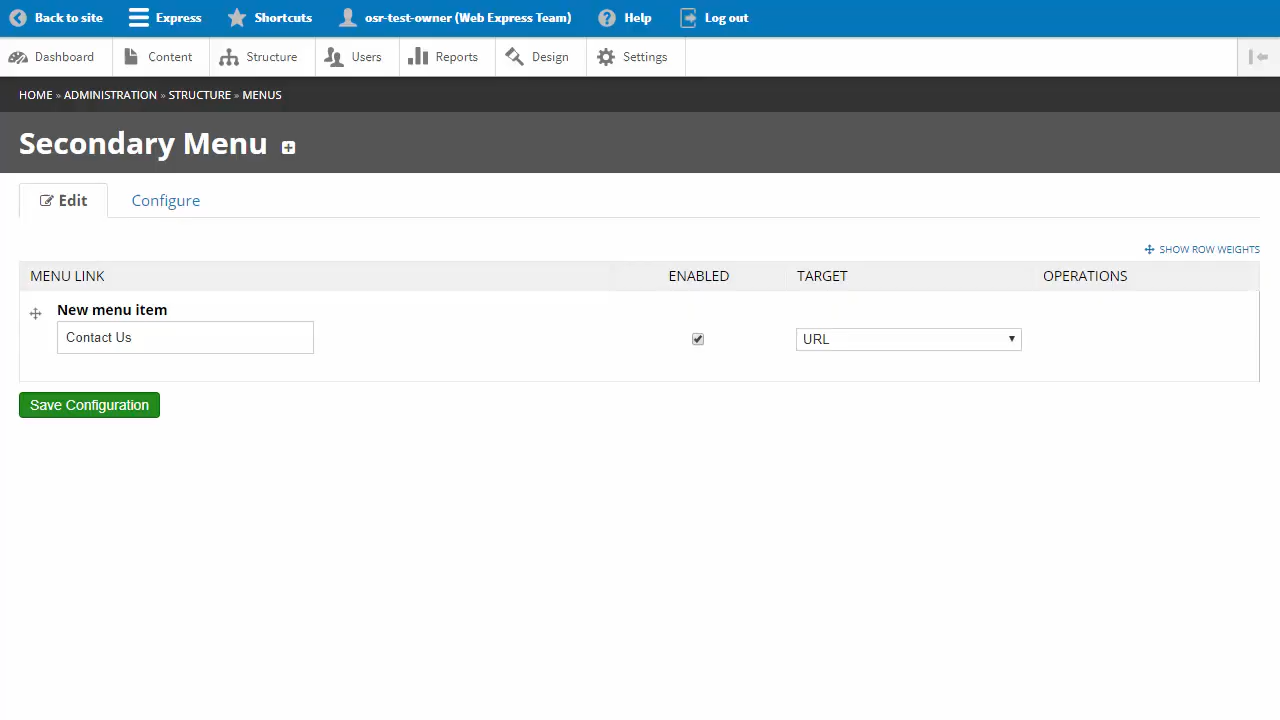 Back to site Express Shortcuts osr-test-owner (Web Express Team) Help Log out
Dashboard Content Structure Users Reports Design Settings
HOME » ADMINISTRATION » STRUCTURE » MENUS
Secondary Menu
Edit Configure
SHOW ROW WEIGHTS
MENU LINK ENABLED TARGET OPERATIONS
New menu item
Contact Us URL
Save Configuration